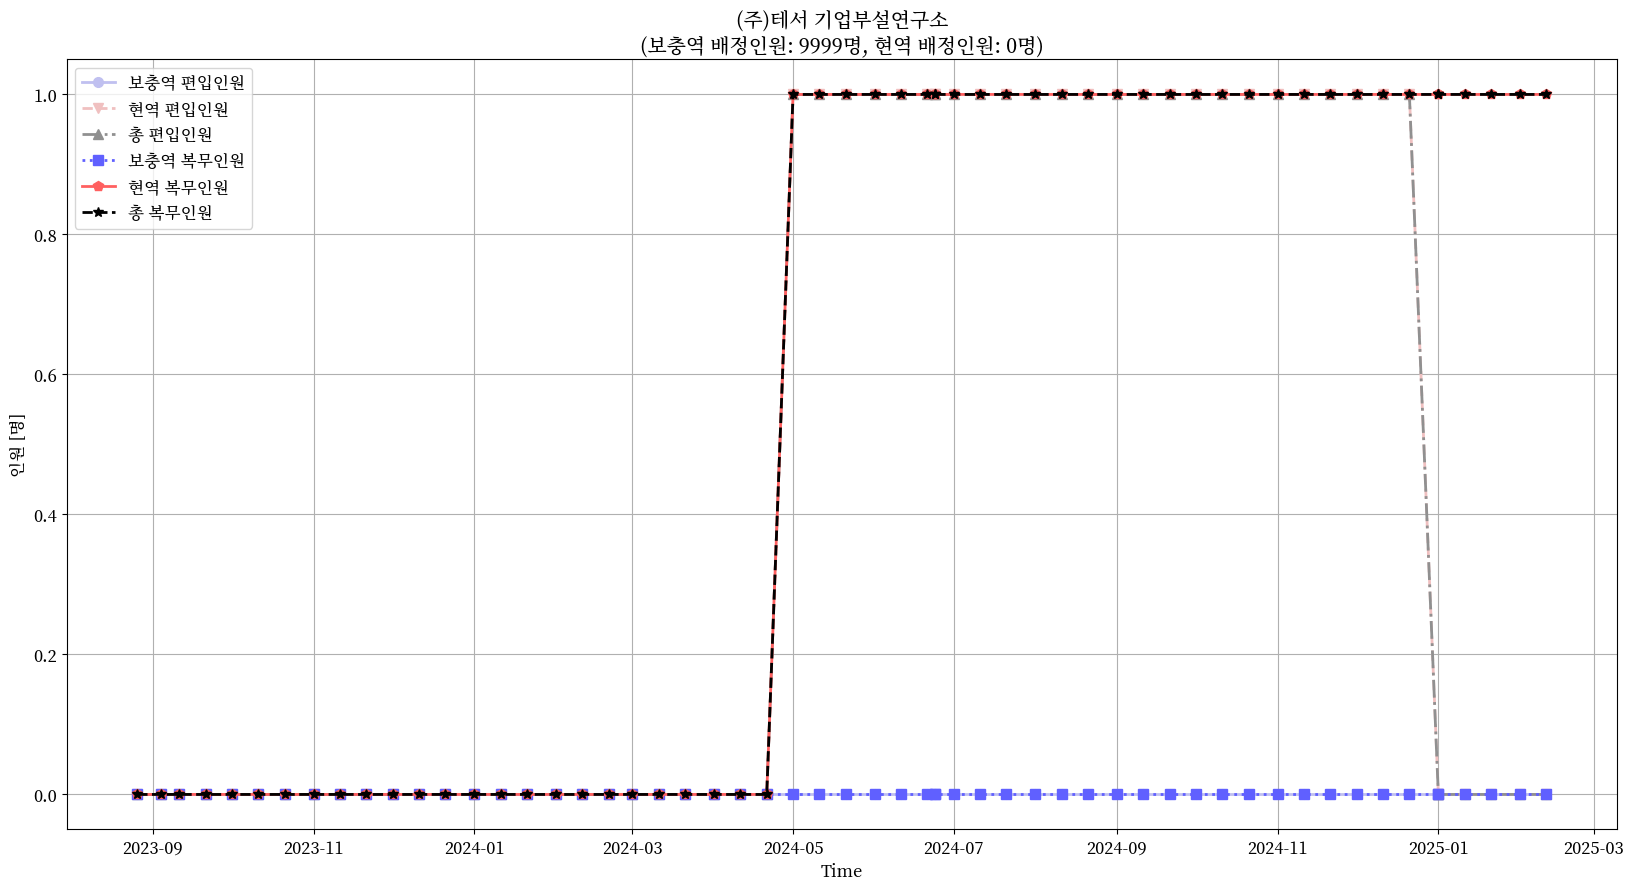 (주)테서 기업부설연구소
(보충역 배정인원: 9999명, 현역 배정인원: 0명)
보충역 편입인원
현역 편입인원
총 편입인원
보충역 복무인원
현역 복무인원
총 복무인원
1.0
0.8
0.6
0.4
0.2
0.0
인원 [명]
2023-09
2023-11
2024-01
2024-03
2024-05
2024-07
2024-09
2024-11
2025-01
2025-03
Time